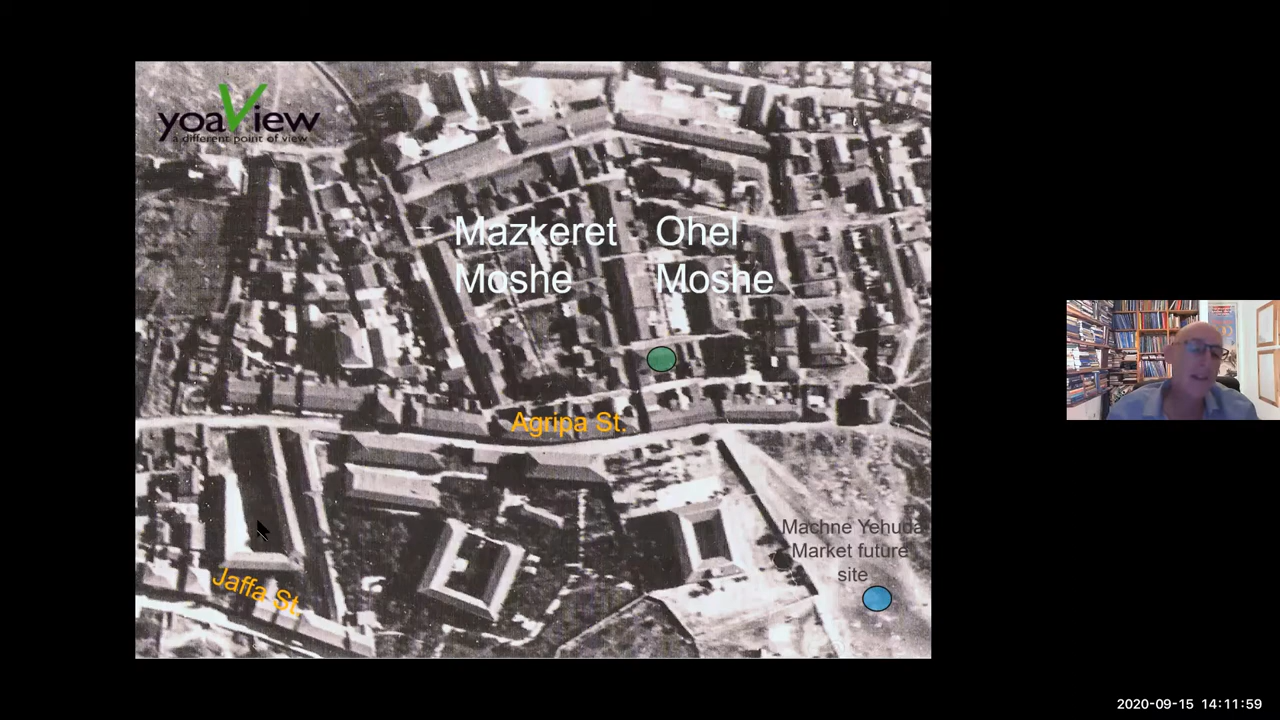 yoaView
a different point of view
Mazkeret
Moshe
Ohel
Moshe
Agripa St.
Machne Yehuda
Market future
site
Jaffa St.
2020-09-15 14:11:59